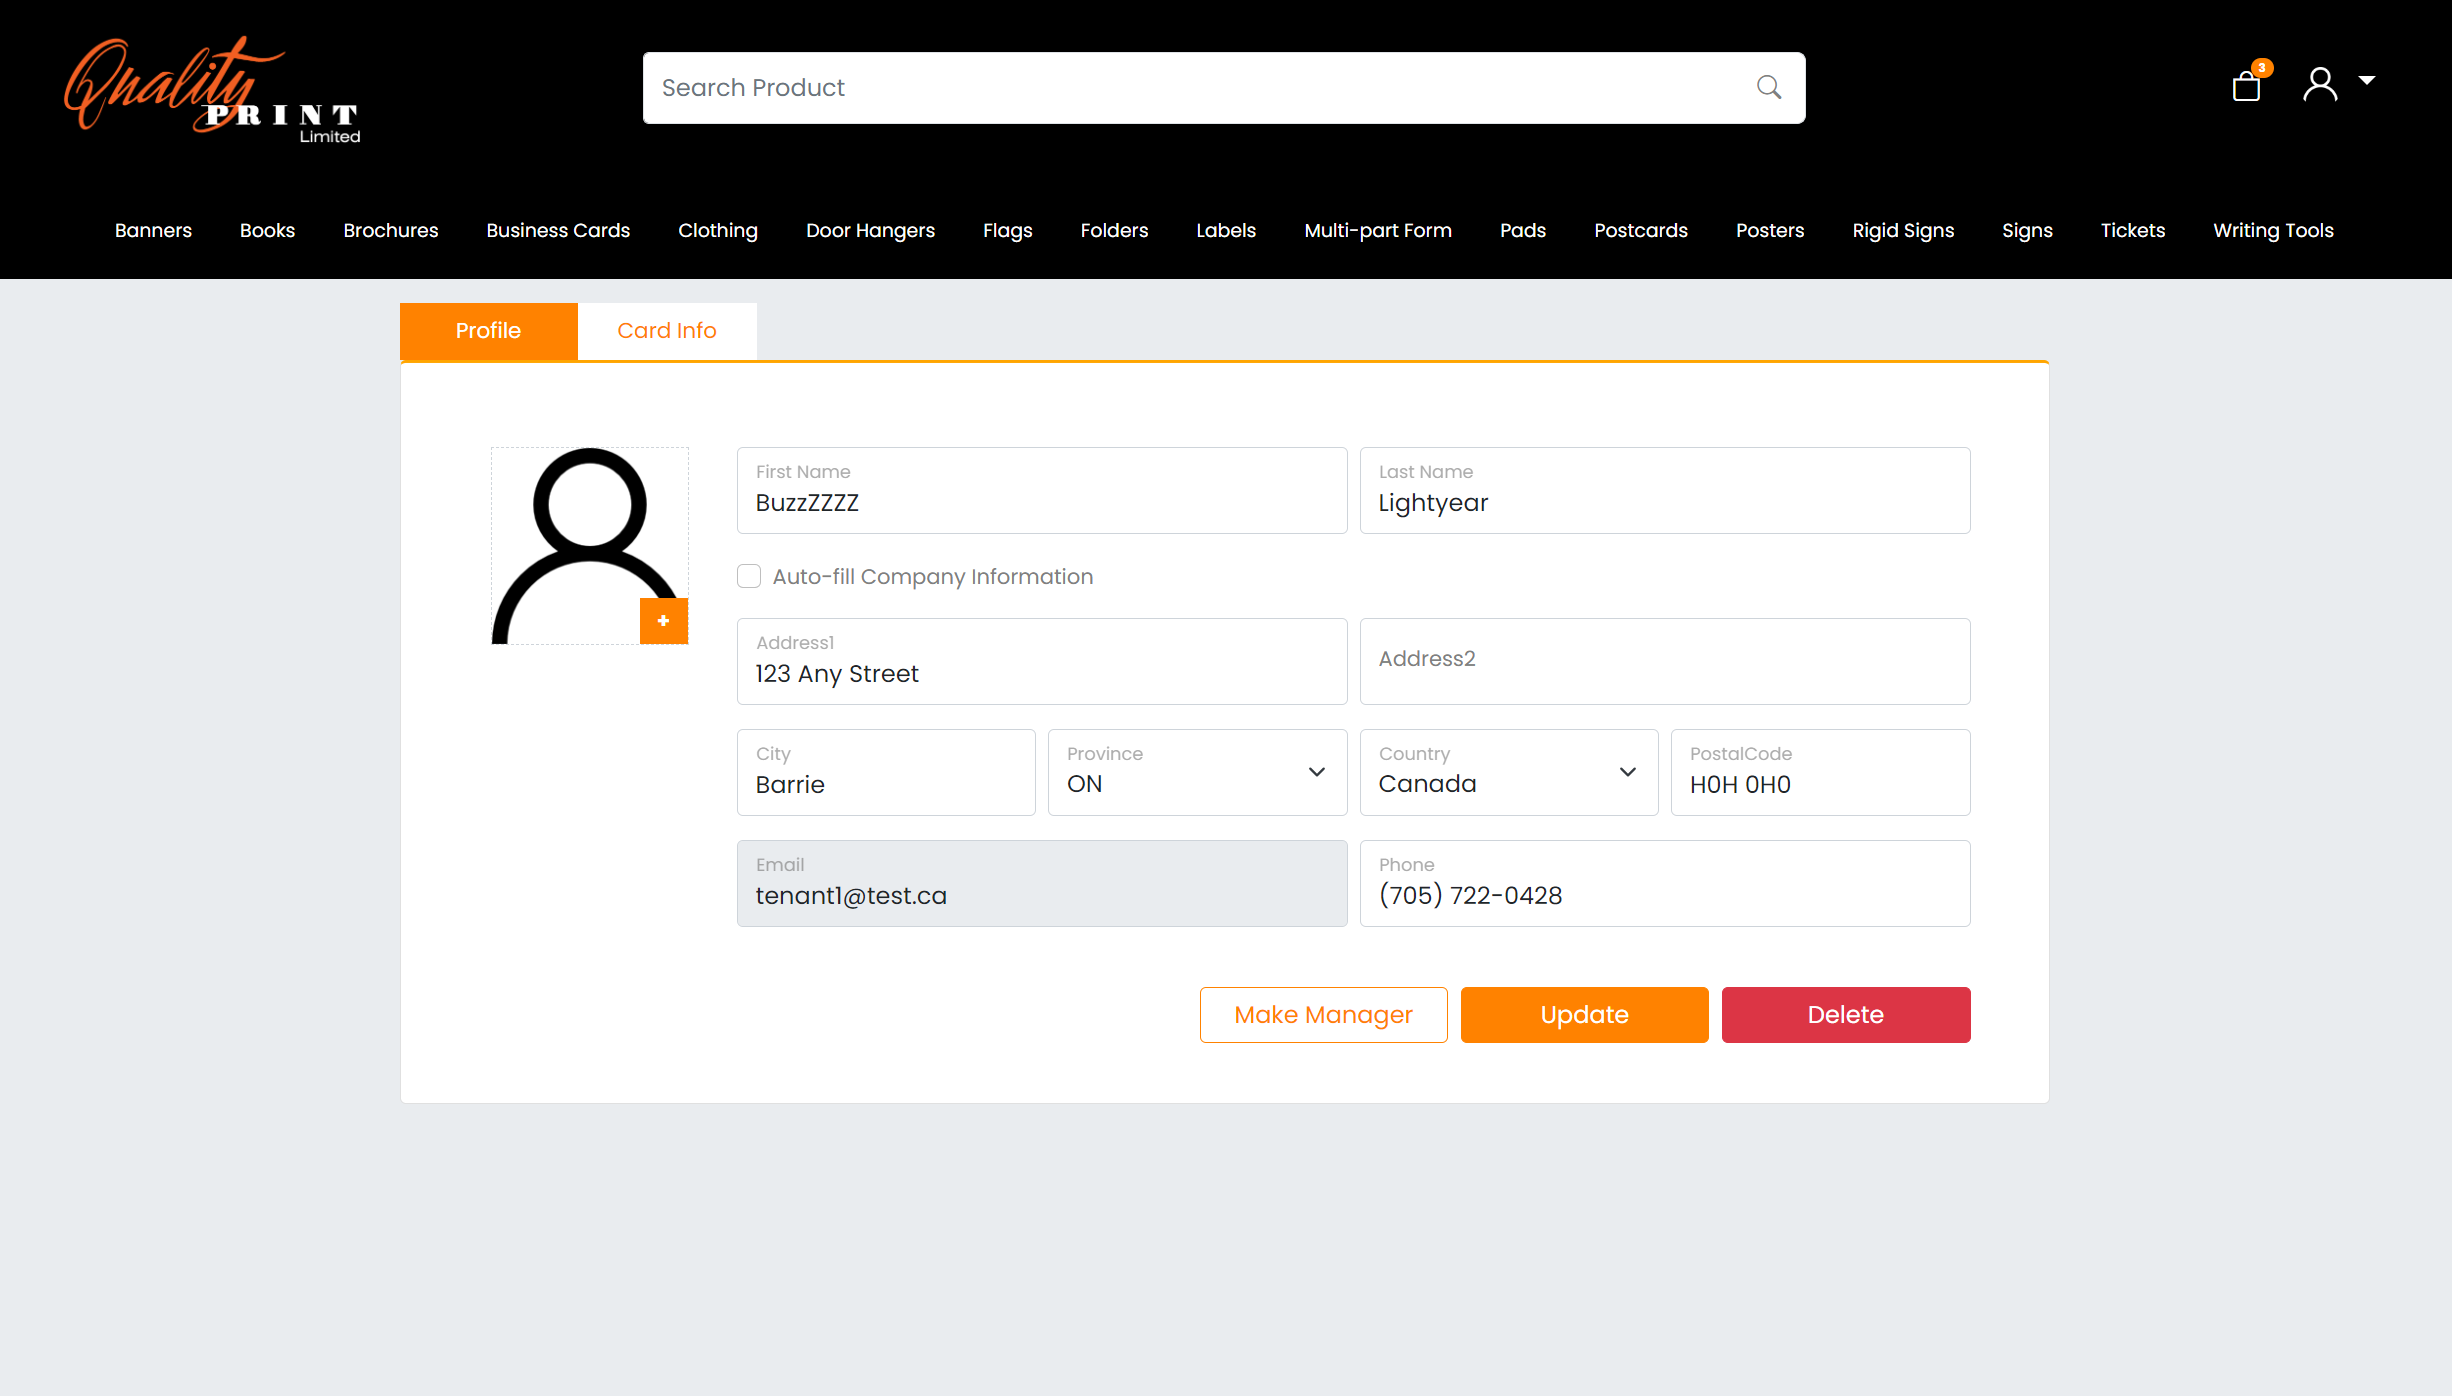 Quality
PRINT
Limited
Search Product
3
Banners Books Brochures Business Cards Clothing Door Hangers Flags Folders Labels Multi-part Form Pads Postcards Posters Rigid Signs Signs Tickets Writing Tools
Profile Card Info
First Name
BuzzZZZZ
Last Name
Lightyear
Auto-fill Company Information
Address1
123 Any Street
Address2
City
Barrie
Province
ON
Country
Canada
PostalCode
H0H 0H0
Email
tenant1@test.ca
Phone
(705) 722-0428
Make Manager Update Delete